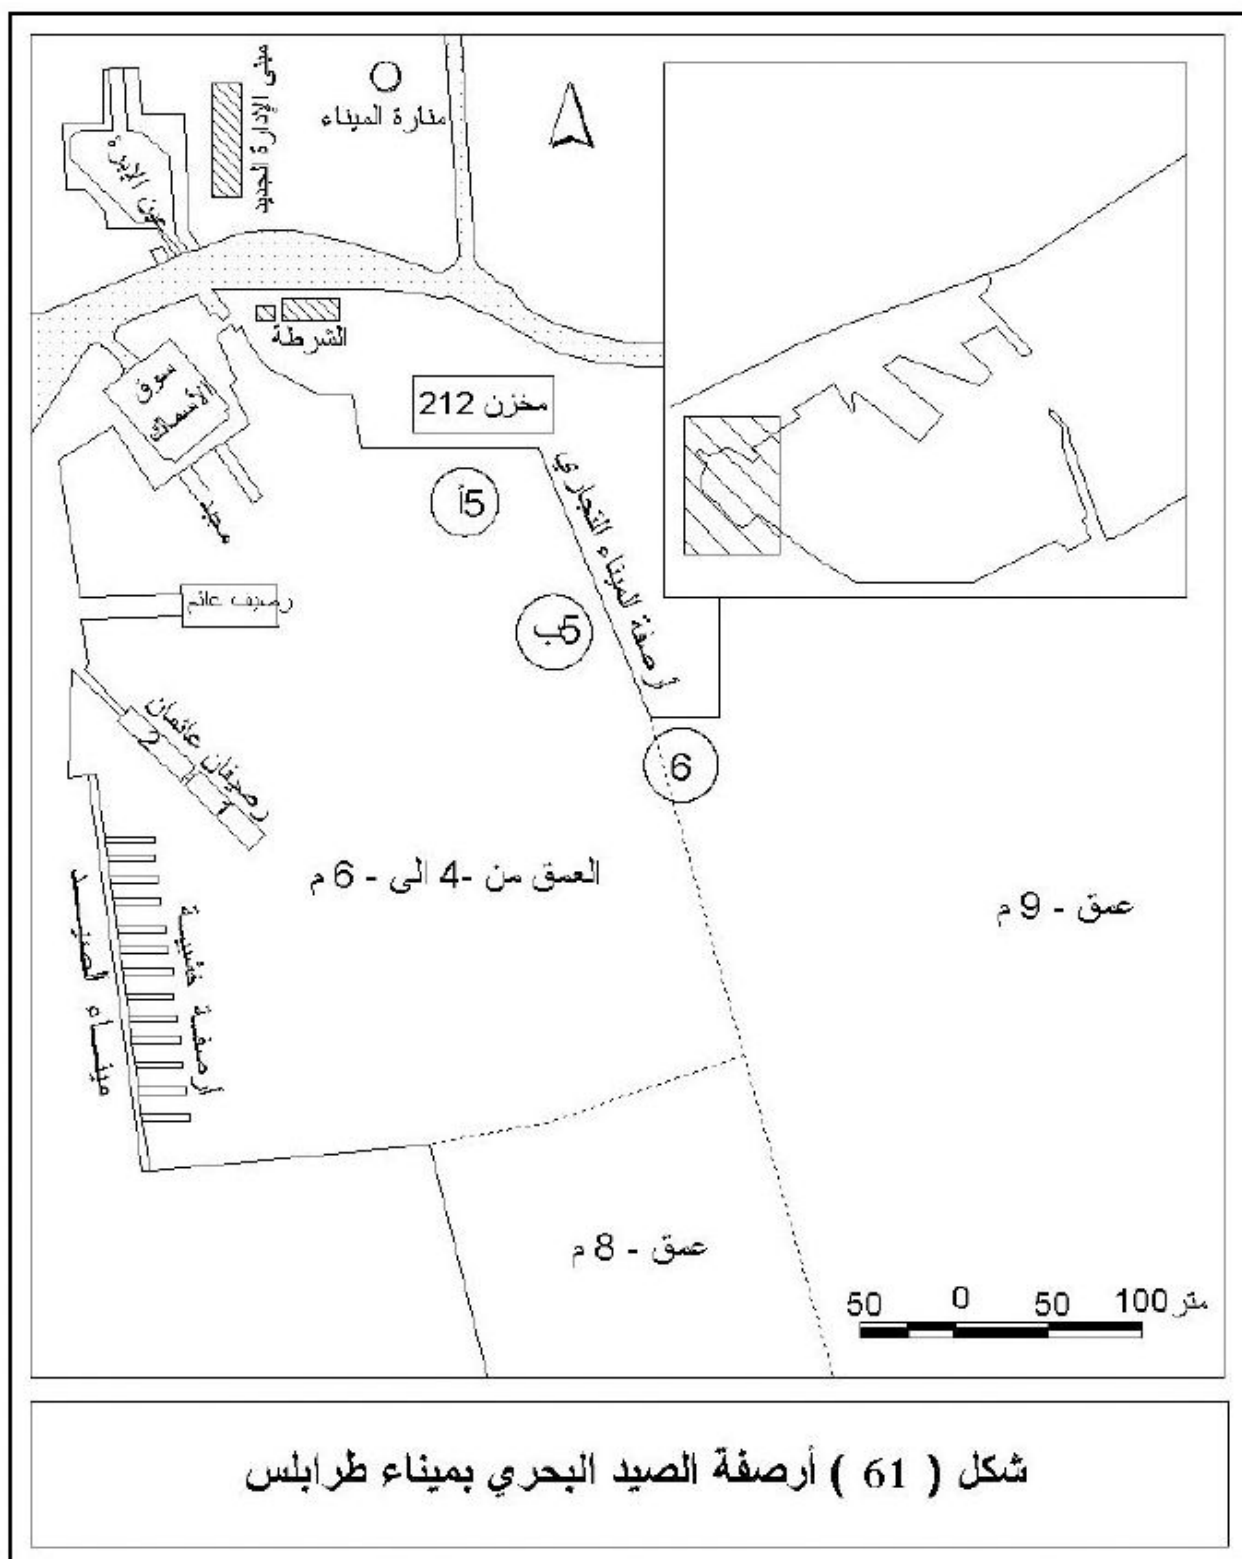 مبنى الإدارة الجديد
منارة الميناء
عين الإبرة
الشرطة
سوق
الأسماك
مخزن 212
5أ
أرصفة الميناء التجاري
رصيف عائم
5ب
رصيفان عائمان
2
1
6
العمق من -4 الى - 6 م
عمق - 9 م
ميناء الصيد
أرصفة خشبية
عمق - 8 م
50 0 50 100 متر
شكل ( 61 ) أرصفة الصيد البحري بميناء طرابلس